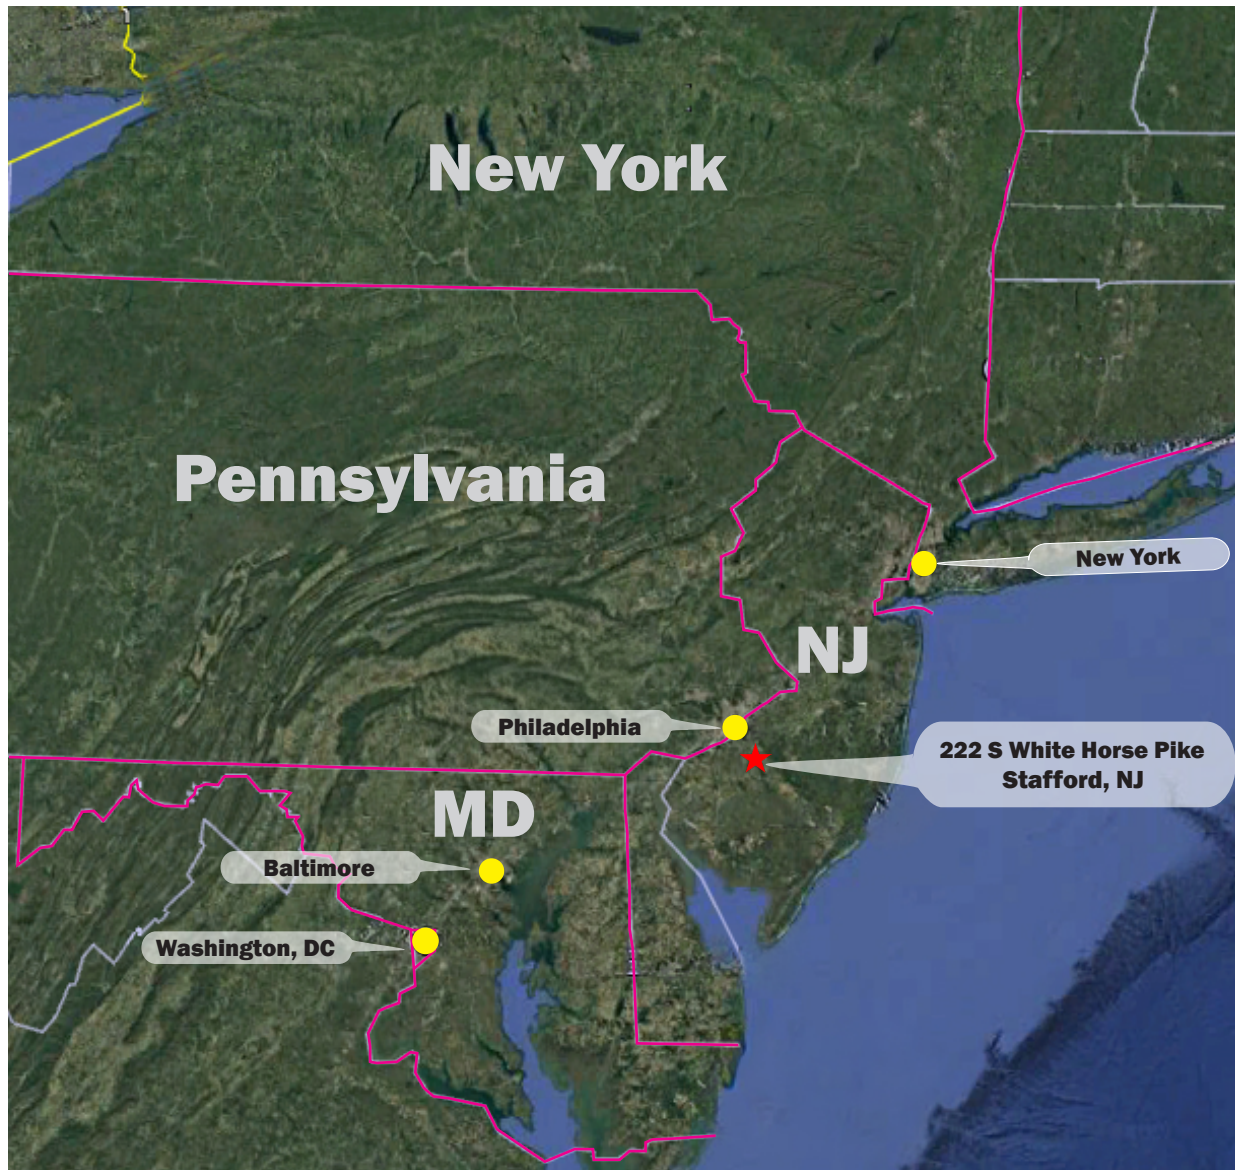 New York
Pennsylvania
New York
NJ
Philadelphia
222 S White Horse Pike
Stafford, NJ
MD
Baltimore
Washington, DC